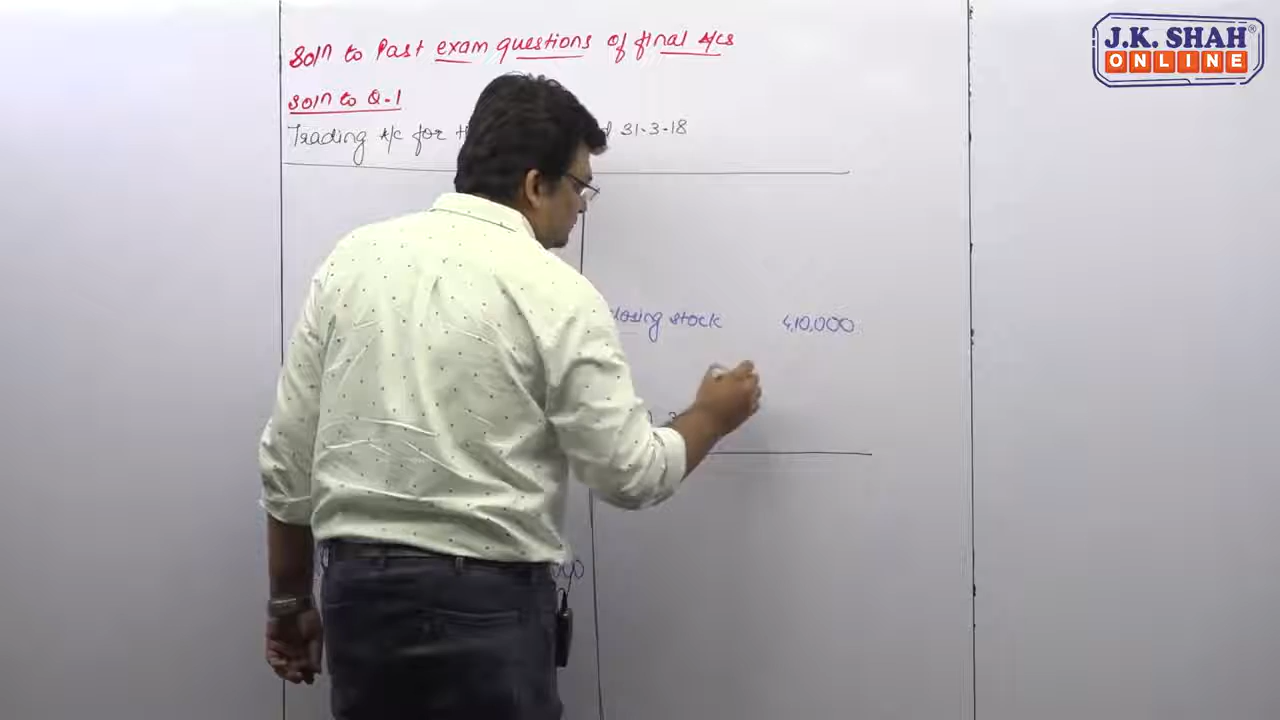 Soln to Past exam questions of final A/cs
Soln to Q-1
Trading A/c for 31-3-18
closing stock 4,10,000
J.K. SHAH®
ONLINE